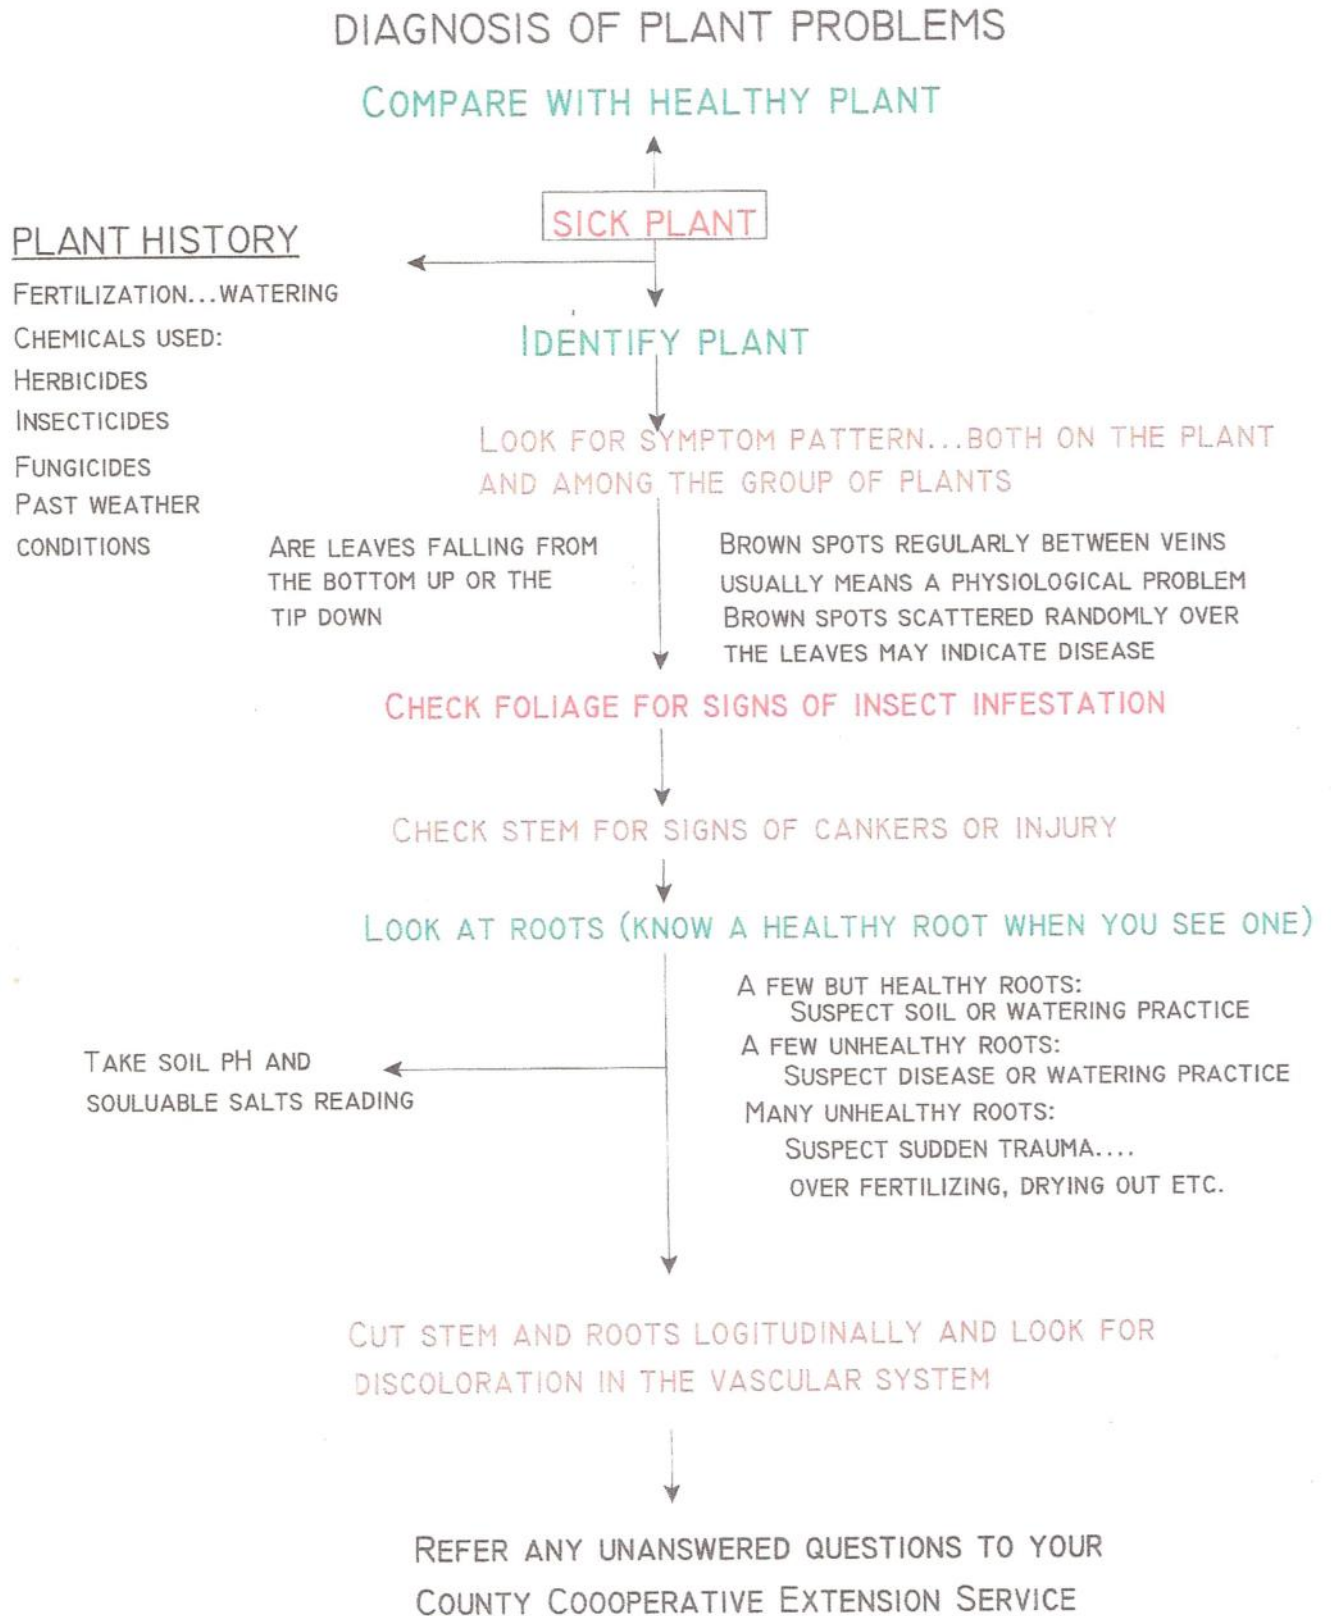 DIAGNOSIS OF PLANT PROBLEMS
COMPARE WITH HEALTHY PLANT
SICK PLANT
PLANT HISTORY
FERTILIZATION...WATERING
CHEMICALS USED:
HERBICIDES
INSECTICIDES
FUNGICIDES
PAST WEATHER
CONDITIONS
IDENTIFY PLANT
LOOK FOR SYMPTOM PATTERN...BOTH ON THE PLANT
AND AMONG THE GROUP OF PLANTS
ARE LEAVES FALLING FROM
THE BOTTOM UP OR THE
TIP DOWN
BROWN SPOTS REGULARLY BETWEEN VEINS
USUALLY MEANS A PHYSIOLOGICAL PROBLEM
BROWN SPOTS SCATTERED RANDOMLY OVER
THE LEAVES MAY INDICATE DISEASE
CHECK FOLIAGE FOR SIGNS OF INSECT INFESTATION
CHECK STEM FOR SIGNS OF CANKERS OR INJURY
LOOK AT ROOTS (KNOW A HEALTHY ROOT WHEN YOU SEE ONE)
A FEW BUT HEALTHY ROOTS:
SUSPECT SOIL OR WATERING PRACTICE
A FEW UNHEALTHY ROOTS:
SUSPECT DISEASE OR WATERING PRACTICE
MANY UNHEALTHY ROOTS:
SUSPECT SUDDEN TRAUMA....
OVER FERTILIZING, DRYING OUT ETC.
TAKE SOIL PH AND
SOULUABLE SALTS READING
CUT STEM AND ROOTS LOGITUDINALLY AND LOOK FOR
DISCOLORATION IN THE VASCULAR SYSTEM
REFER ANY UNANSWERED QUESTIONS TO YOUR
COUNTY COOOPERATIVE EXTENSION SERVICE